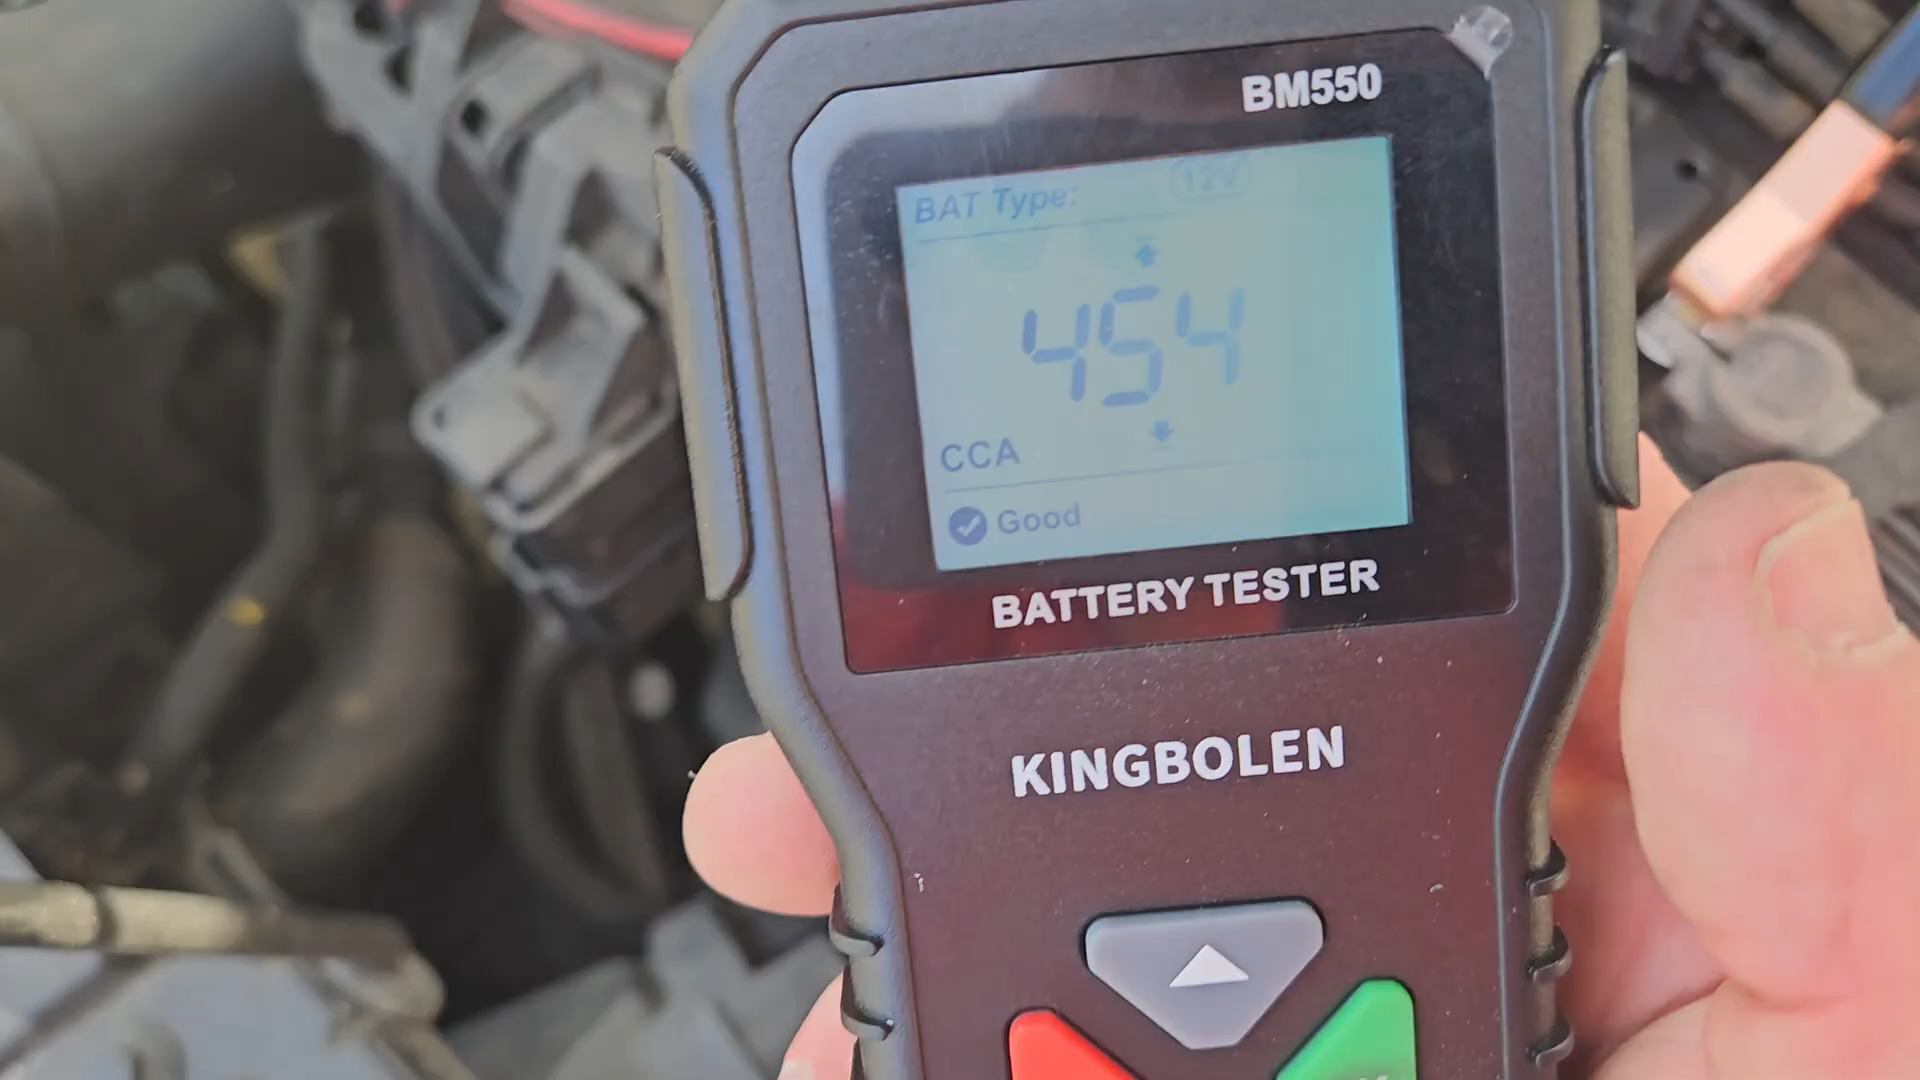 BM550
BAT Type: 12V
454
CCA
Good
BATTERY TESTER
KINGBOLEN